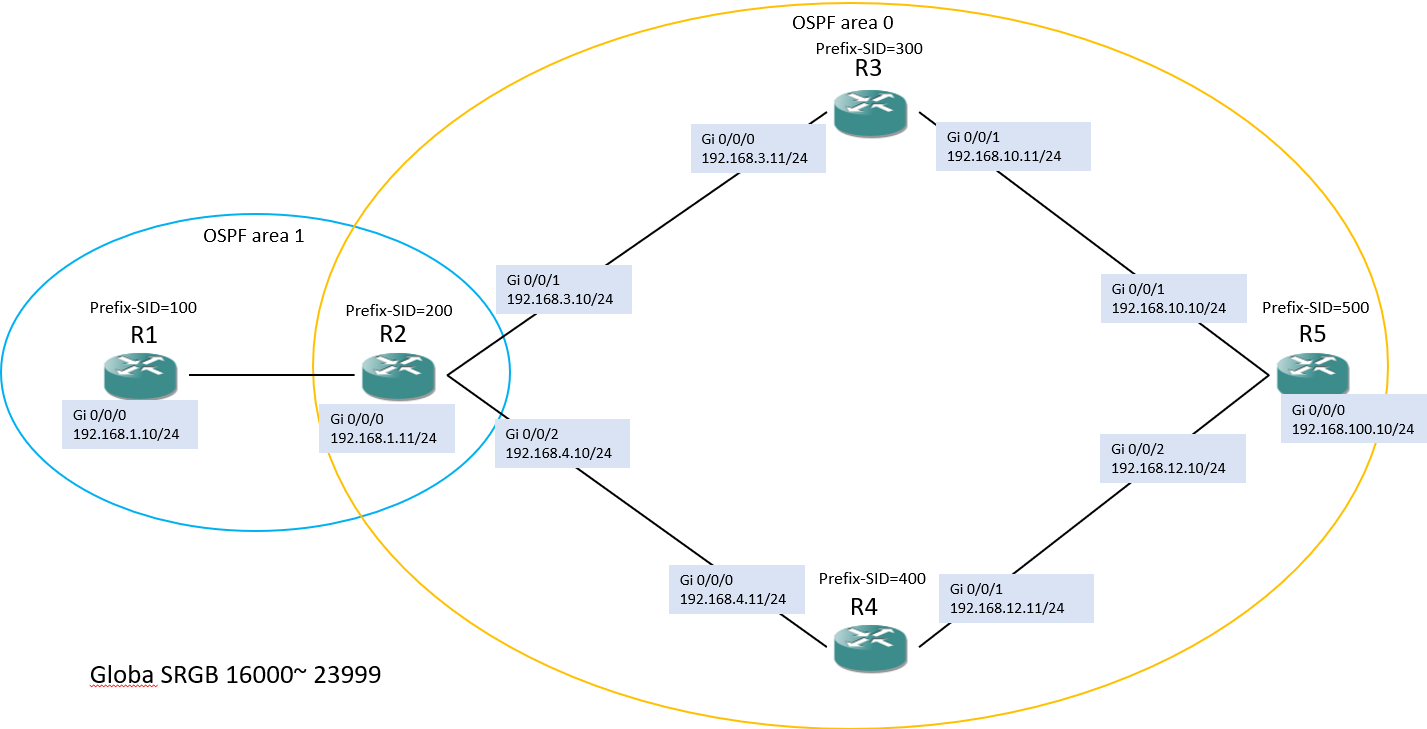 OSPF area 0
Prefix-SID=300
R3
Gi 0/0/0
192.168.3.11/24
Gi 0/0/1
192.168.10.11/24
OSPF area 1
Gi 0/0/1
192.168.3.10/24
Gi 0/0/1
192.168.10.10/24
Prefix-SID=100
R1
Prefix-SID=200
R2
Prefix-SID=500
R5
Gi 0/0/0
192.168.1.10/24
Gi 0/0/0
192.168.1.11/24
Gi 0/0/2
192.168.4.10/24
Gi 0/0/2
192.168.12.10/24
Gi 0/0/0
192.168.100.10/24
Gi 0/0/0
192.168.4.11/24
Prefix-SID=400
R4
Gi 0/0/1
192.168.12.11/24
Globa SRGB 16000~ 23999